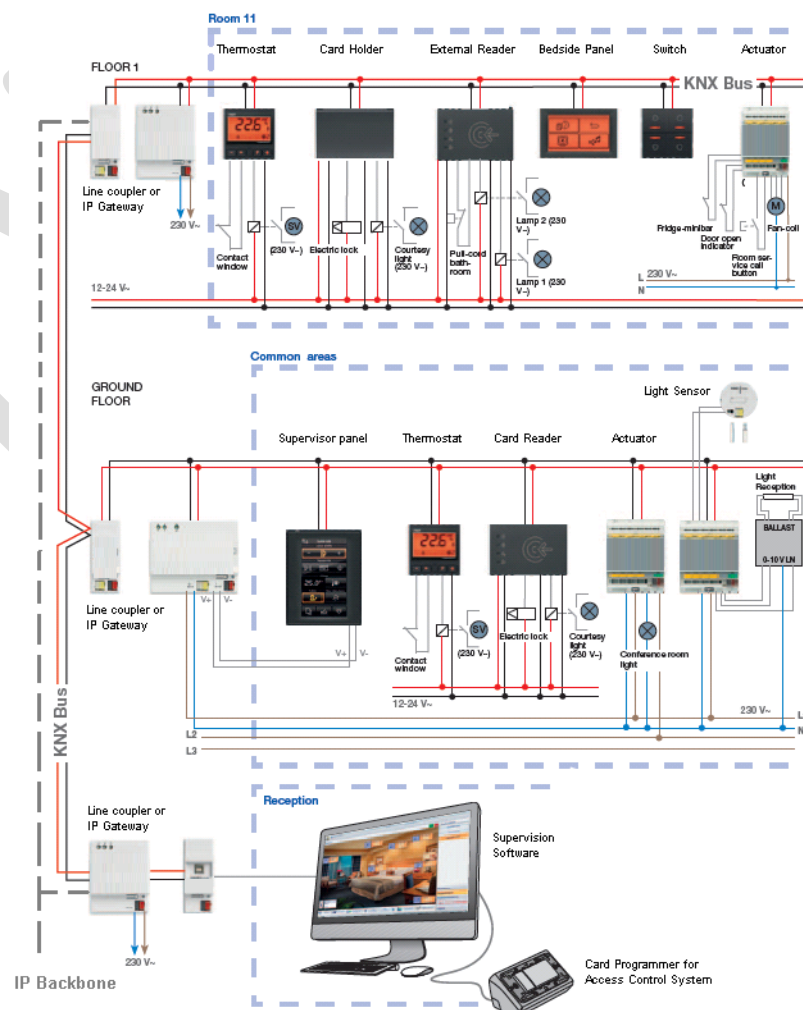 Room 11
Thermostat
Card Holder
External Reader
Bedside Panel
Switch
Actuator
FLOOR 1
KNX Bus
22.6°
Line coupler or
IP Gateway
230 V~
Contact
window
SV
(230 V~)
Electric lock
Courtesy
light
(230 V~)
Pull-cord
bath-
room
Lamp 2 (230
V~)
Lamp 1 (230
V~)
M
Fridge-minibar
Door open
indicator
Fan-coil
Room ser-
vice call
button
L 230 V~
N
12-24 V~
Common areas
GROUND
FLOOR
Light Sensor
Supervisor panel
Thermostat
Card Reader
Actuator
Light
Reception
BALLAST
0-10V LN
22.6°
Line coupler or
IP Gateway
V+
V-
V+
V-
Contact
window
SV
(230 V~)
Electric lock
Courtesy
light
(230 V~)
Conference room
light
12-24 V~
230 V~
L
N
L2
L3
KNX Bus
Reception
Line coupler or
IP Gateway
230 V~
Supervision
Software
Card Programmer for
Access Control System
IP Backbone